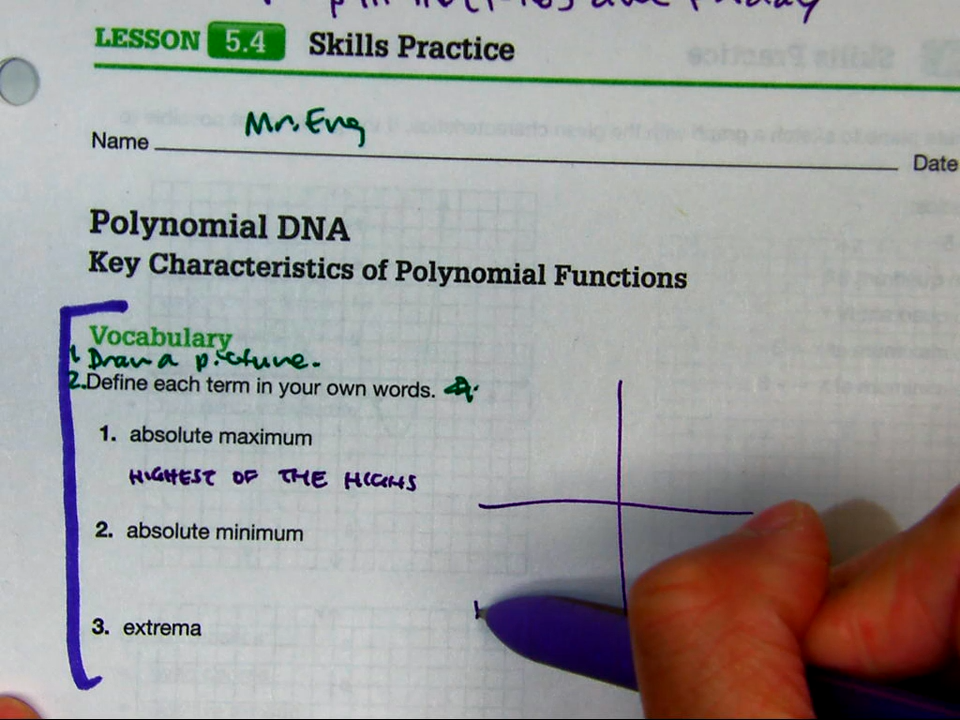 due Friday
LESSON 5.4 Skills Practice
Name Mr. Eng Date
Polynomial DNA
Key Characteristics of Polynomial Functions
Vocabulary
1. Draw a picture.
2. Define each term in your own words.
1. absolute maximum
HIGHEST OF THE HIGHS
2. absolute minimum
3. extrema